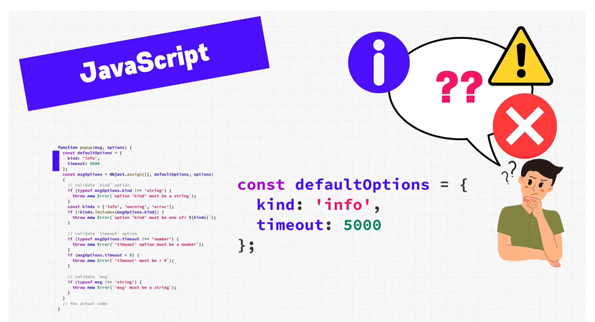 JavaScript
??
function popup(msg, options) {
const defaultOptions = {
kind: 'info',
timeout: 5000
};
const msgOptions = Object.assign({}, defaultOptions, options)
{
// validate `kind` option
if (typeof msgOptions.kind !== 'string') {
throw new Error(`option "kind" must be a string`);
}
const kinds = ['info', 'warning', 'error'];
if (!kinds.includes(msgOptions.kind)) {
throw new Error(`option "kind" must be one of: ${kinds}`);
}
// validate `timeout` option
if (typeof msgOptions.timeout !== 'number') {
throw new Error(`'timeout' option must be a number`);
}
if (msgOptions.timeout < 0) {
throw new Error(`'timeout' must be > 0`);
}
// validate `msg`
if (typeof msg !== 'string') {
throw new Error(`'msg' must be a string`);
}
}
// the actual code
}
const defaultOptions = {
kind: 'info',
timeout: 5000
};
??